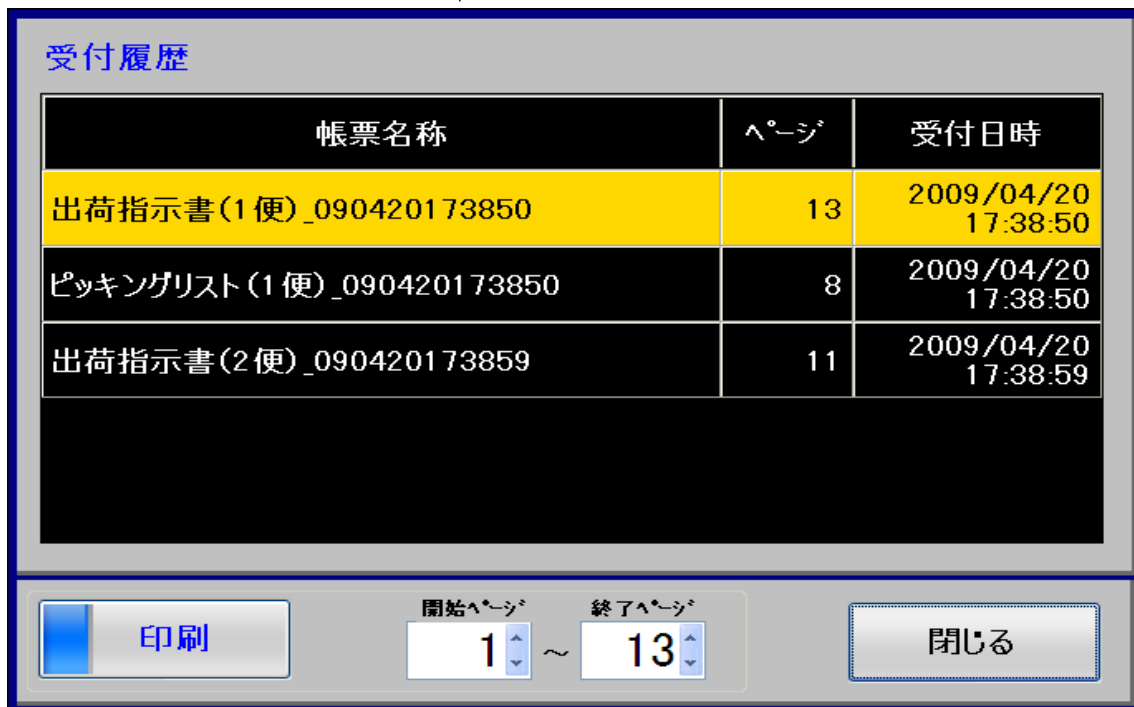 受付履歴
帳票名称 ページ 受付日時
出荷指示書(1便)_090420173850 13 2009/04/20
17:38:50
ピッキングリスト(1便)_090420173850 8 2009/04/20
17:38:50
出荷指示書(2便)_090420173859 11 2009/04/20
17:38:59
開始ページ 終了ページ
印刷 1 ～ 13 閉じる